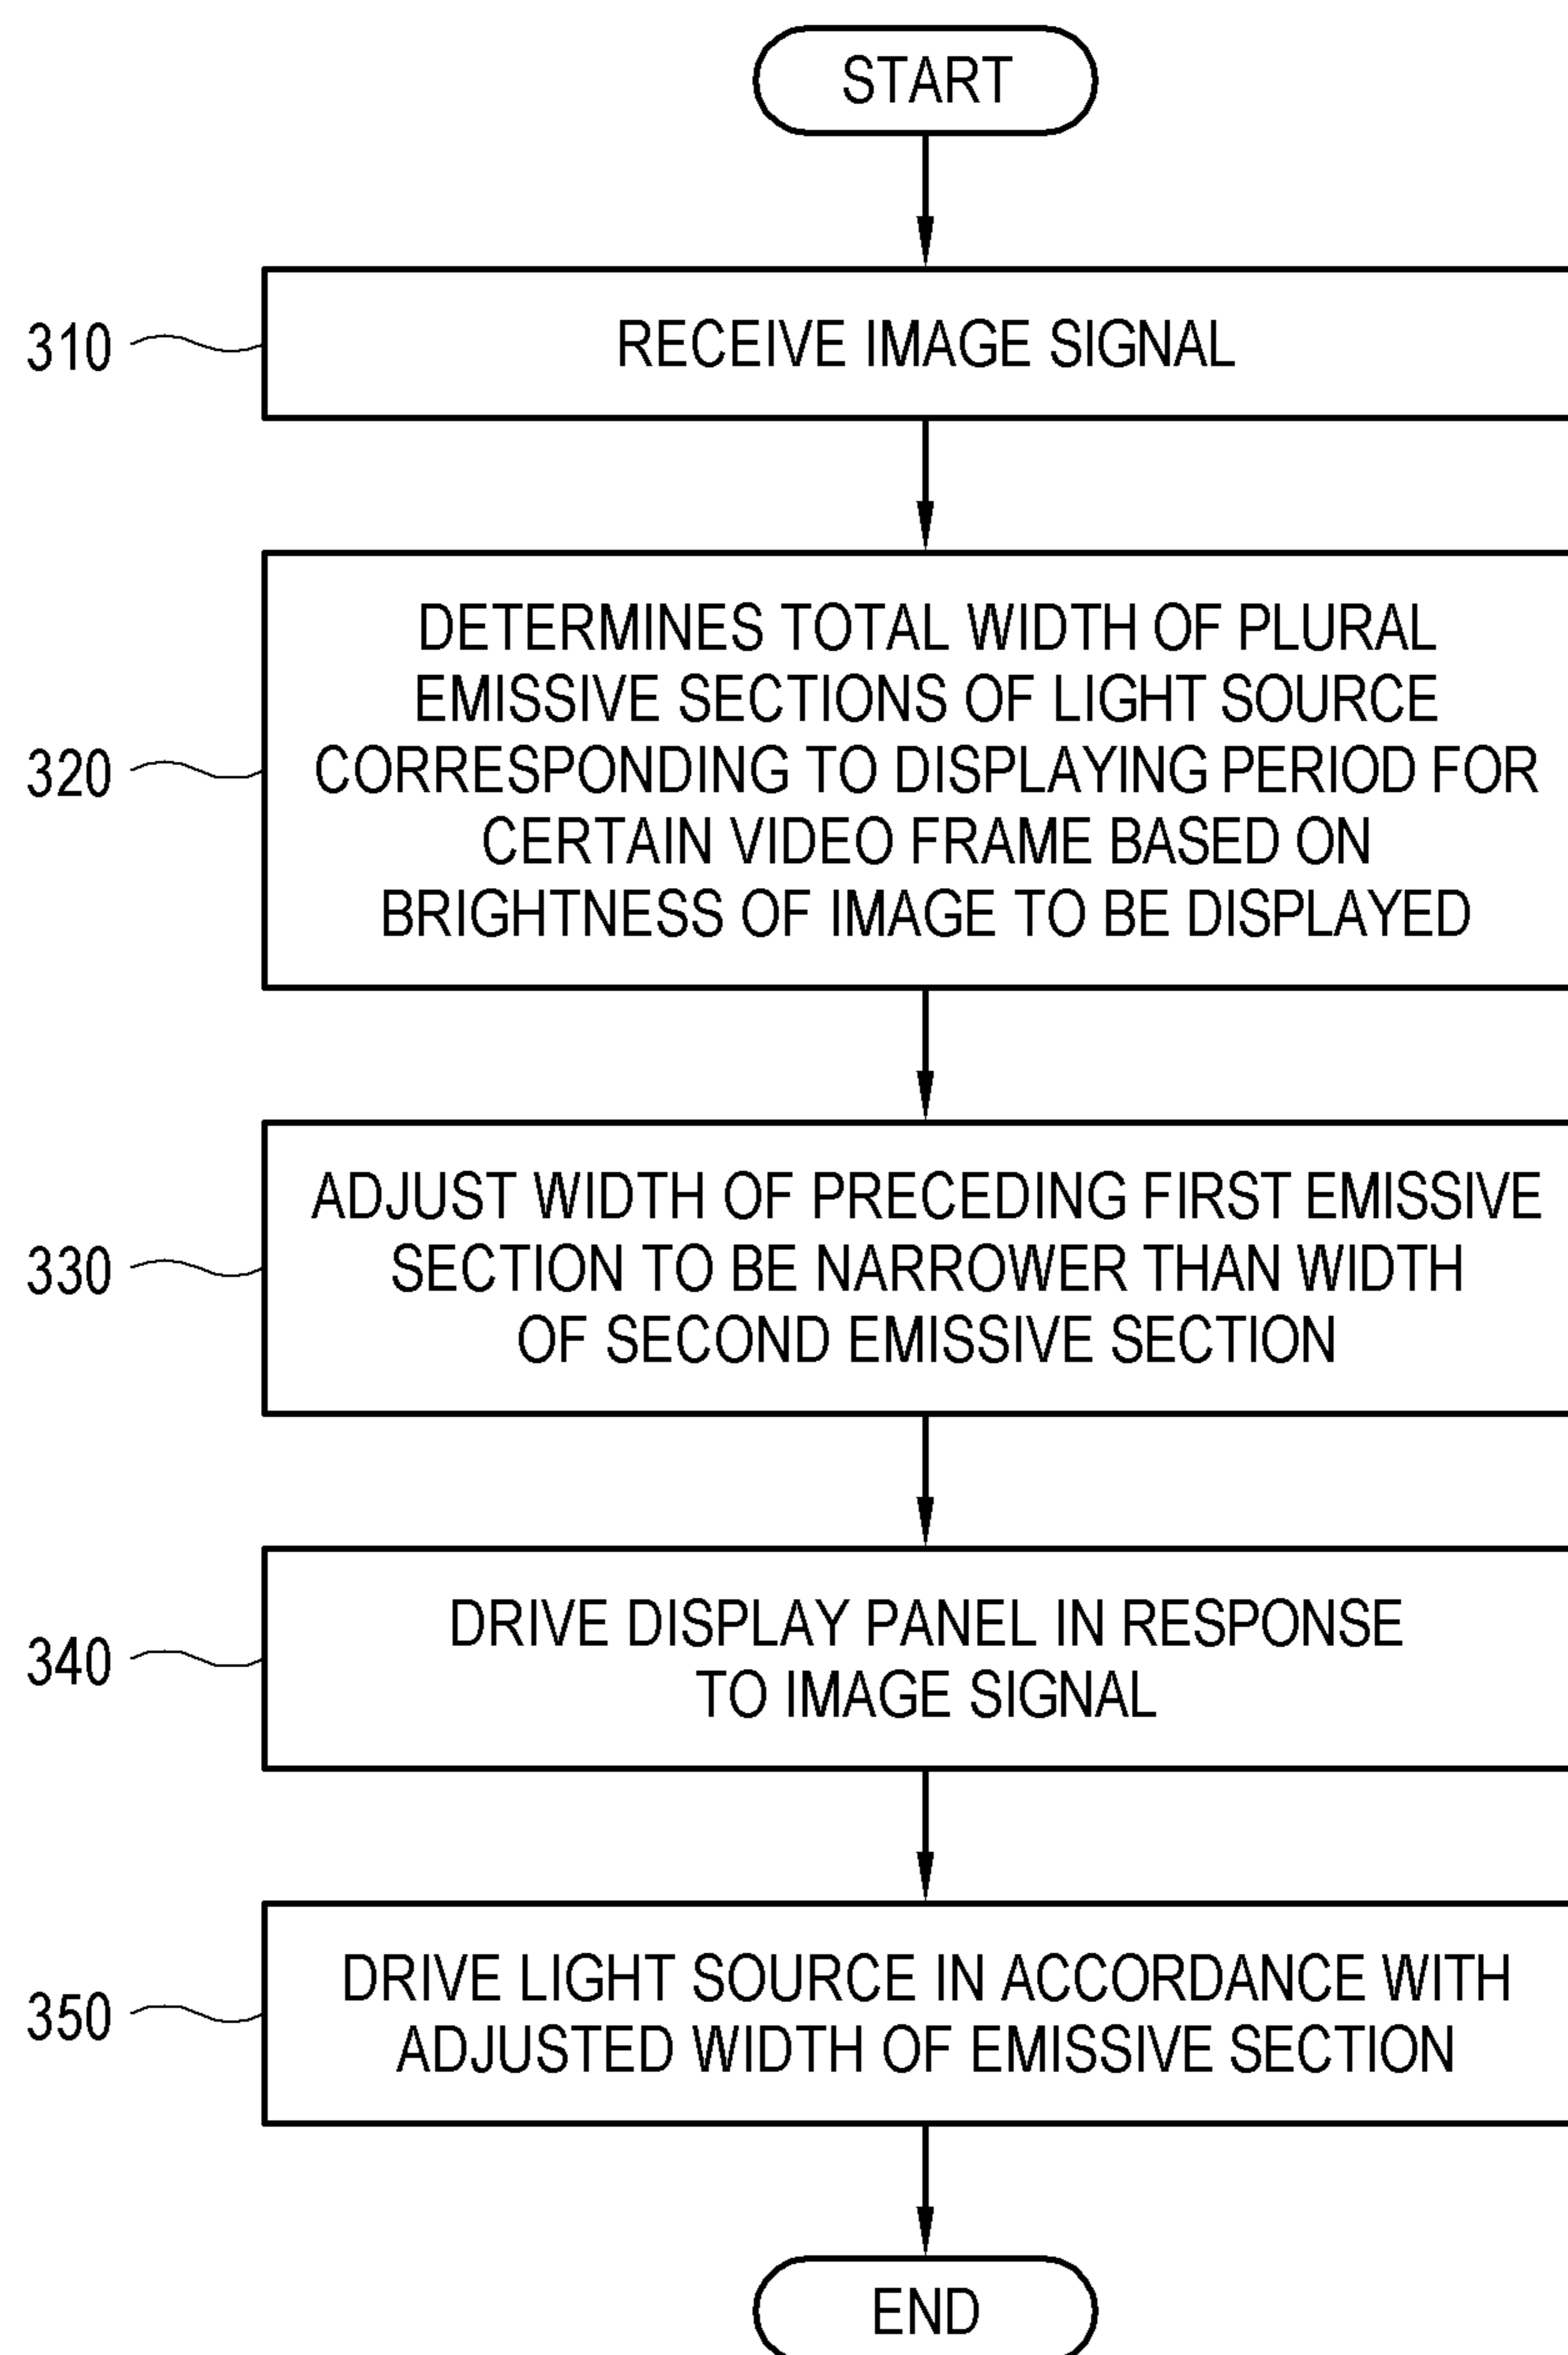 START
310
RECEIVE IMAGE SIGNAL
320
DETERMINES TOTAL WIDTH OF PLURAL
EMISSIVE SECTIONS OF LIGHT SOURCE
CORRESPONDING TO DISPLAYING PERIOD FOR
CERTAIN VIDEO FRAME BASED ON
BRIGHTNESS OF IMAGE TO BE DISPLAYED
330
ADJUST WIDTH OF PRECEDING FIRST EMISSIVE
SECTION TO BE NARROWER THAN WIDTH
OF SECOND EMISSIVE SECTION
340
DRIVE DISPLAY PANEL IN RESPONSE
TO IMAGE SIGNAL
350
DRIVE LIGHT SOURCE IN ACCORDANCE WITH
ADJUSTED WIDTH OF EMISSIVE SECTION
END